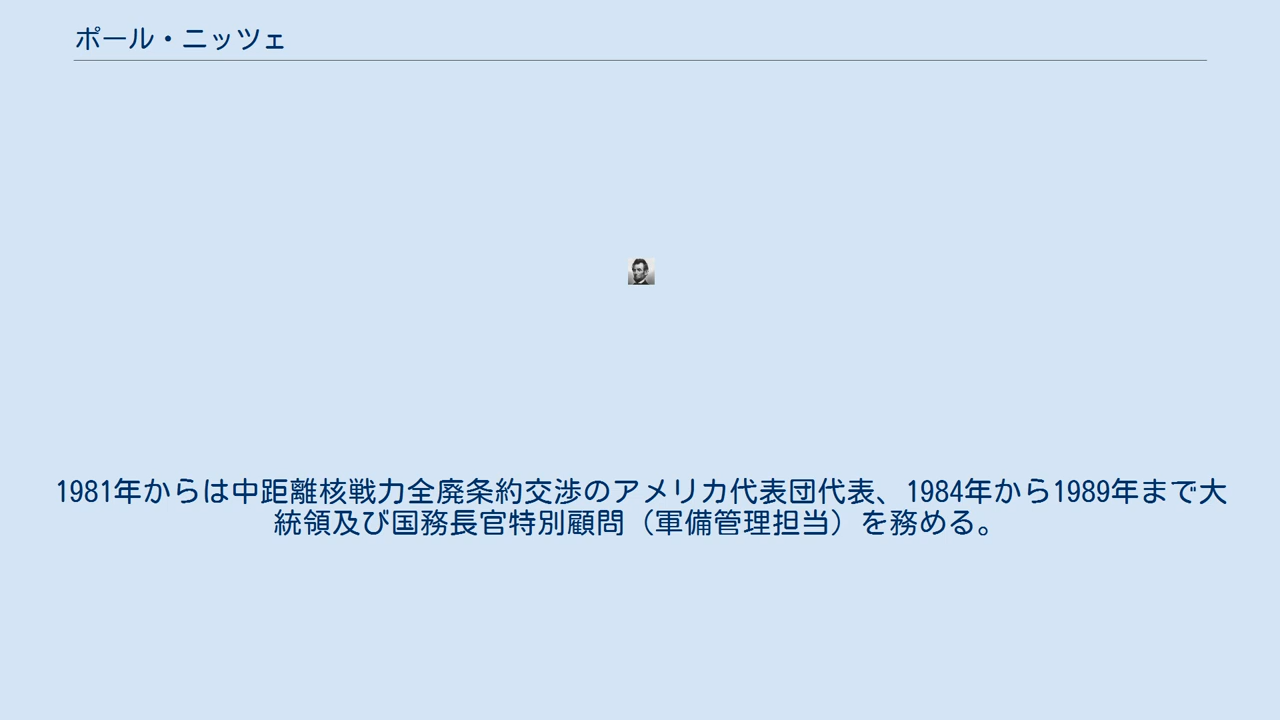 ポール・ニッツェ
1981年からは中距離核戦力全廃条約交渉のアメリカ代表団代表、1984年から1989年まで大
統領及び国務長官特別顧問（軍備管理担当）を務める。